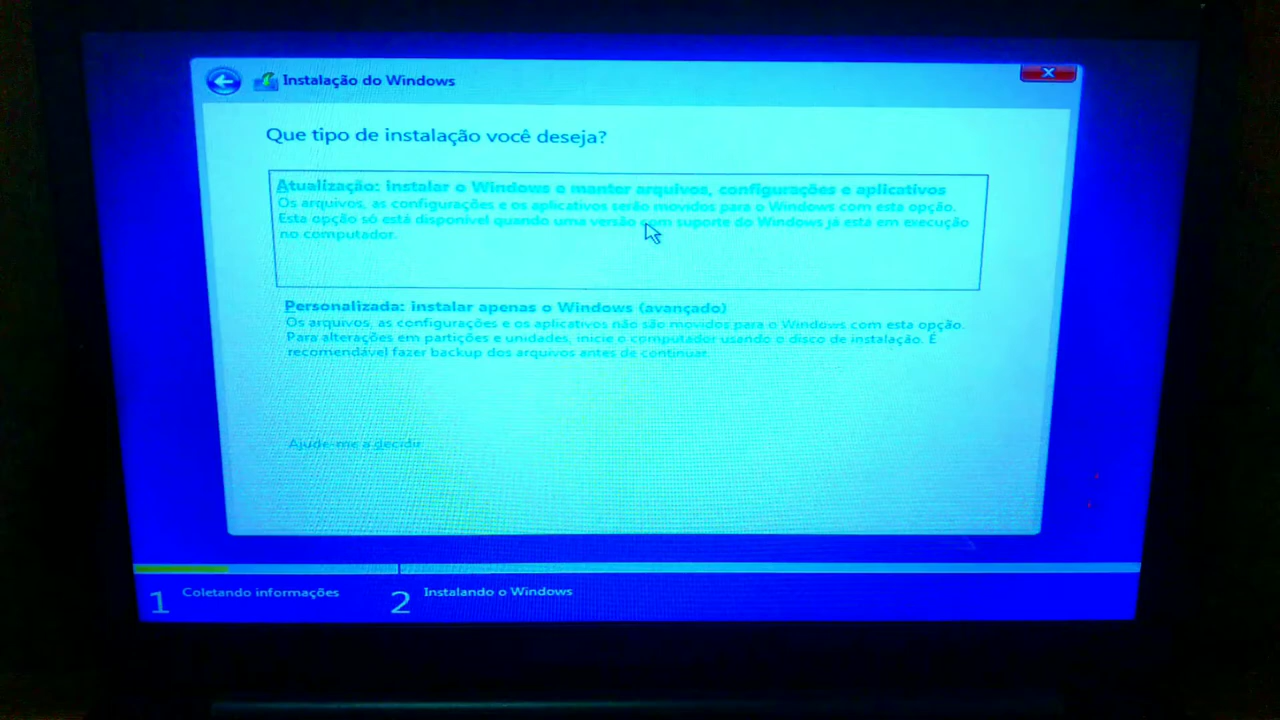 Instalação do Windows
Que tipo de instalação você deseja?
Atualização: instalar o Windows e manter arquivos, configurações e aplicativos
Os arquivos, as configurações e os aplicativos serão movidos para o Windows com esta opção.
Esta opção só está disponível quando uma versão com suporte do Windows já está em execução
no computador.
Personalizada: instalar apenas o Windows (avançado)
Os arquivos, as configurações e os aplicativos não são movidos para o Windows com esta opção.
Para alterações em partições e unidades, inicie o computador usando o disco de instalação. É
recomendável fazer backup dos arquivos antes de continuar.
Ajude-me a decidir
1 Coletando informações
2 Instalando o Windows